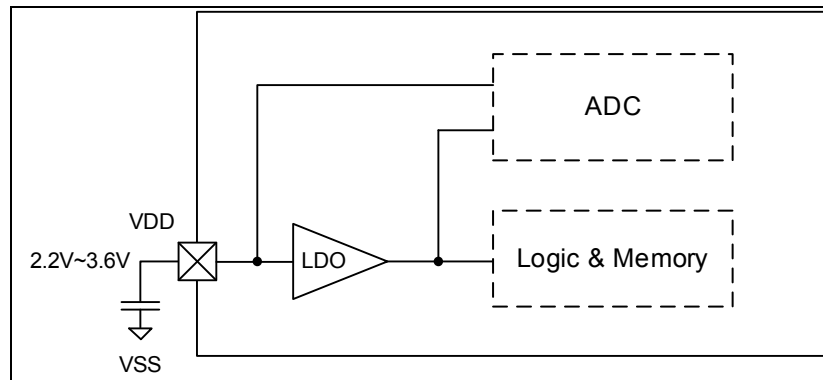 ADC
VDD
2.2V~3.6V
LDO
Logic & Memory
VSS